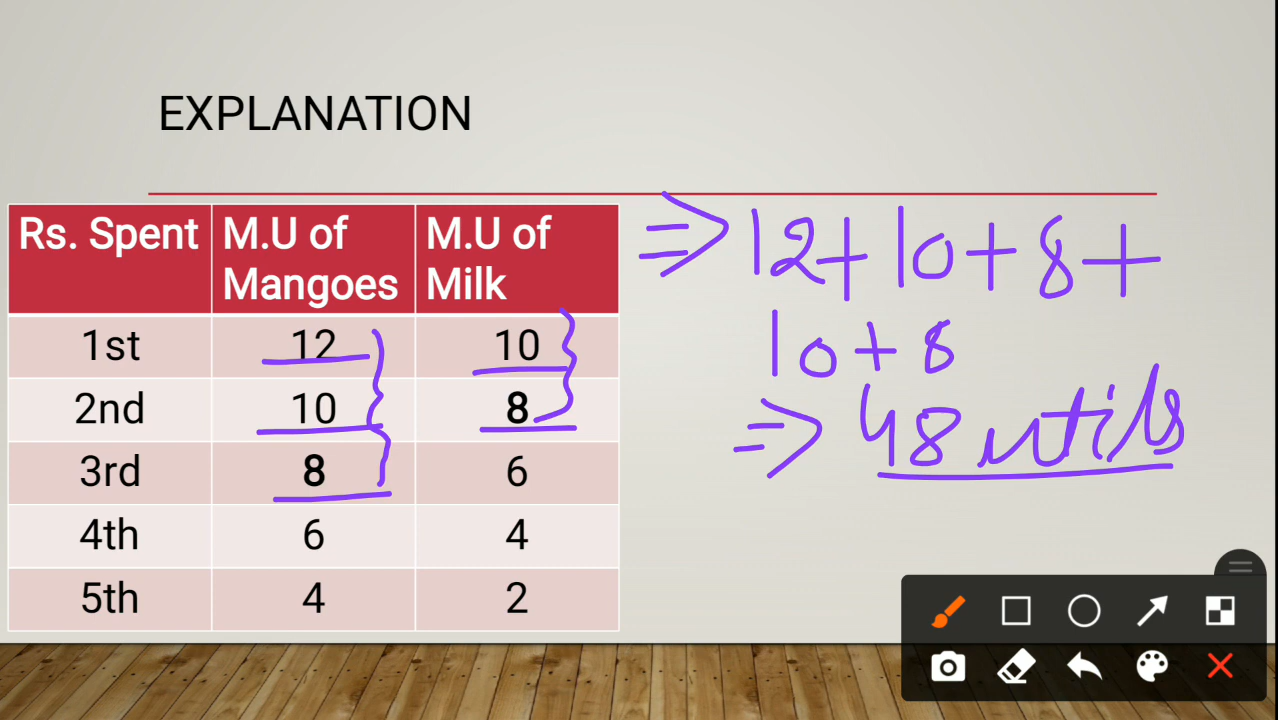 EXPLANATION
Rs. Spent M.U of Mangoes M.U of Milk
1st 12 10
2nd 10 8
3rd 8 6
4th 6 4
5th 4 2
⇒ 12+10+8+
10+8
⇒ 48 utils